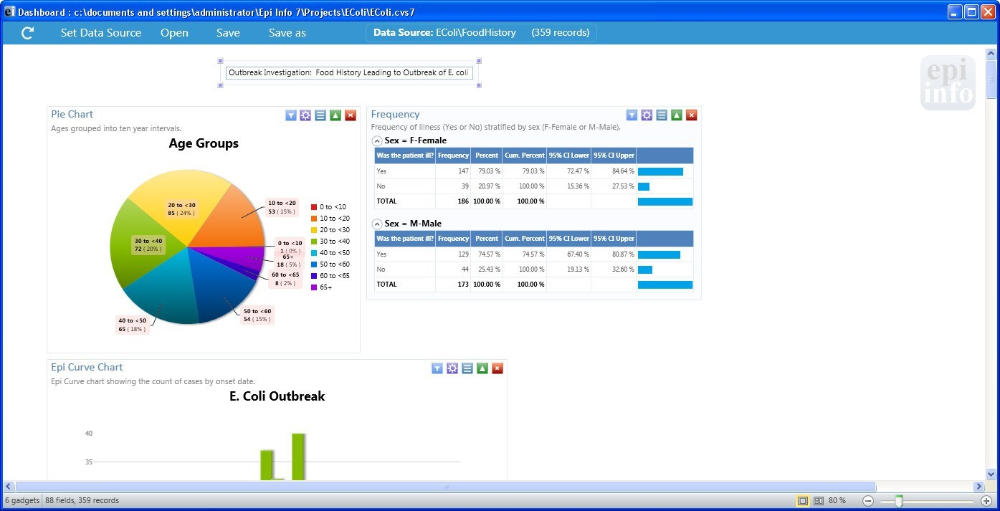 Dashboard : c:\documents and settings\administrator\Epi Info 7\Projects\EColi\EColi.cvs7
Set Data Source Open Save Save as Data Source: EColi\FoodHistory (359 records)
Outbreak Investigation: Food History Leading to Outbreak of E. coli
epi
info
Pie Chart
Ages grouped into ten year intervals.
Age Groups
20 to <30
85 ( 24% )
10 to <20
53 ( 15% )
30 to <40
72 ( 20% )
0 to <10
1 ( 0% )
65+
18 ( 5% )
60 to <65
8 ( 2% )
50 to <60
54 ( 15% )
40 to <50
65 ( 18% )
0 to <10
10 to <20
20 to <30
30 to <40
40 to <50
50 to <60
60 to <65
65+
Frequency
Frequency of illness (Yes or No) stratified by sex (F-Female or M-Male).
Sex = F-Female
Was the patient ill? Frequency Percent Cum. Percent 95% CI Lower 95% CI Upper
Yes 147 79.03 % 79.03 % 72.47 % 84.64 %
No 39 20.97 % 100.00 % 15.36 % 27.53 %
TOTAL 186 100.00 % 100.00 %
Sex = M-Male
Was the patient ill? Frequency Percent Cum. Percent 95% CI Lower 95% CI Upper
Yes 129 74.57 % 74.57 % 67.40 % 80.87 %
No 44 25.43 % 100.00 % 19.13 % 32.60 %
TOTAL 173 100.00 % 100.00 %
Epi Curve Chart
Epi Curve chart showing the count of cases by onset date.
E. Coli Outbreak
40
35
6 gadgets 88 fields, 359 records 80 %